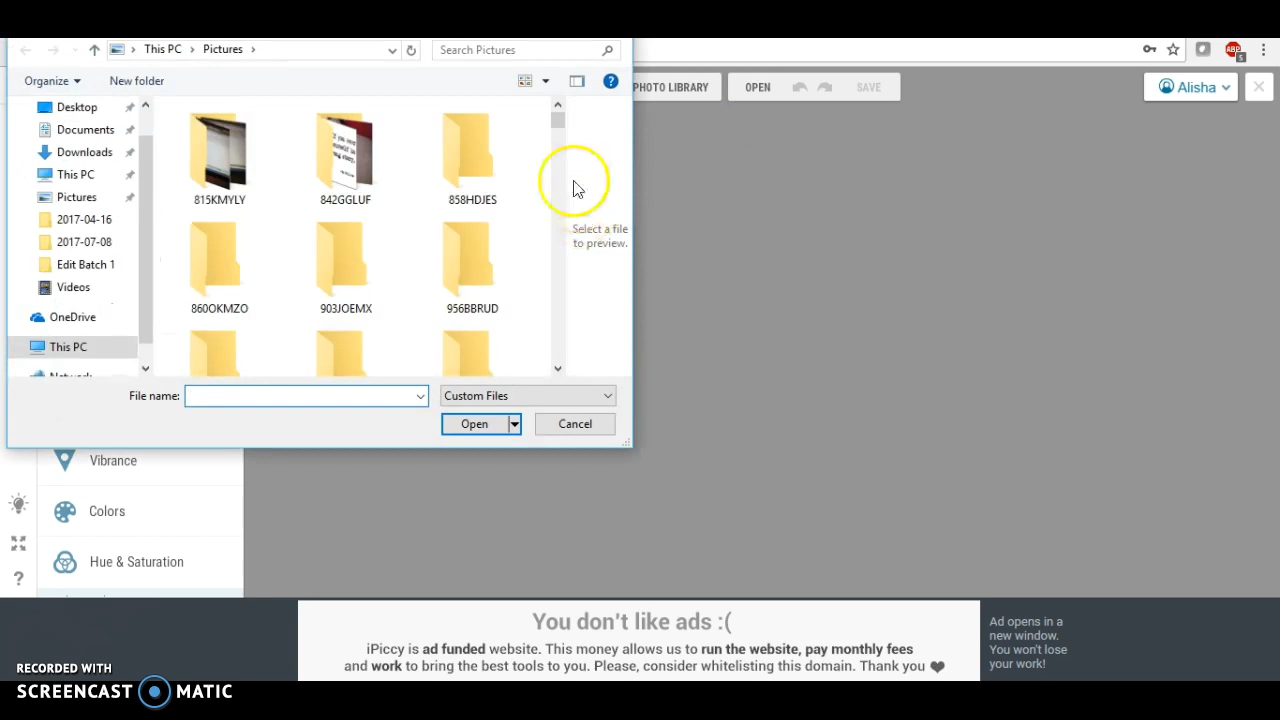 This PC > Pictures >
Search Pictures
Organize
New folder
PHOTO LIBRARY
OPEN
SAVE
Alisha
ABP
5
Desktop
Documents
Downloads
This PC
Pictures
2017-04-16
2017-07-08
Edit Batch 1
Videos
OneDrive
This PC
Network
815KMYLY
842GGLUF
858HDJES
860OKMZO
903JOEMX
956BBRUD
Select a file
to preview.
File name:
Custom Files
Open
Cancel
Vibrance
Colors
Hue & Saturation
?
You don't like ads :(
iPiccy is ad funded website. This money allows us to run the website, pay monthly fees
and work to bring the best tools to you. Please, consider whitelisting this domain. Thank you
Ad opens in a
new window.
You won't lose
your work!
RECORDED WITH
SCREENCAST MATIC